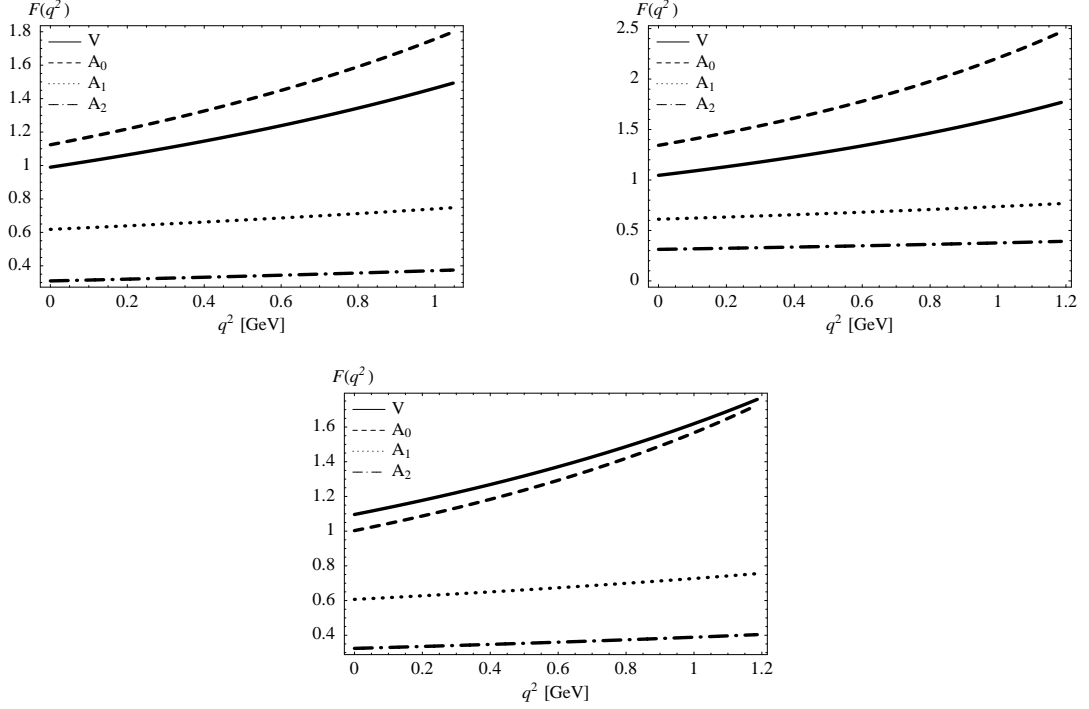 F(q²)
1.8
1.6
1.4
1.2
1
0.8
0.6
0.4
V
A₀
A₁
A₂
0 0.2 0.4 0.6 0.8 1
q² [GeV]
F(q²)
2.5
2
1.5
1
0.5
0
V
A₀
A₁
A₂
0 0.2 0.4 0.6 0.8 1 1.2
q² [GeV]
F(q²)
1.6
1.4
1.2
1
0.8
0.6
0.4
V
A₀
A₁
A₂
0 0.2 0.4 0.6 0.8 1 1.2
q² [GeV]